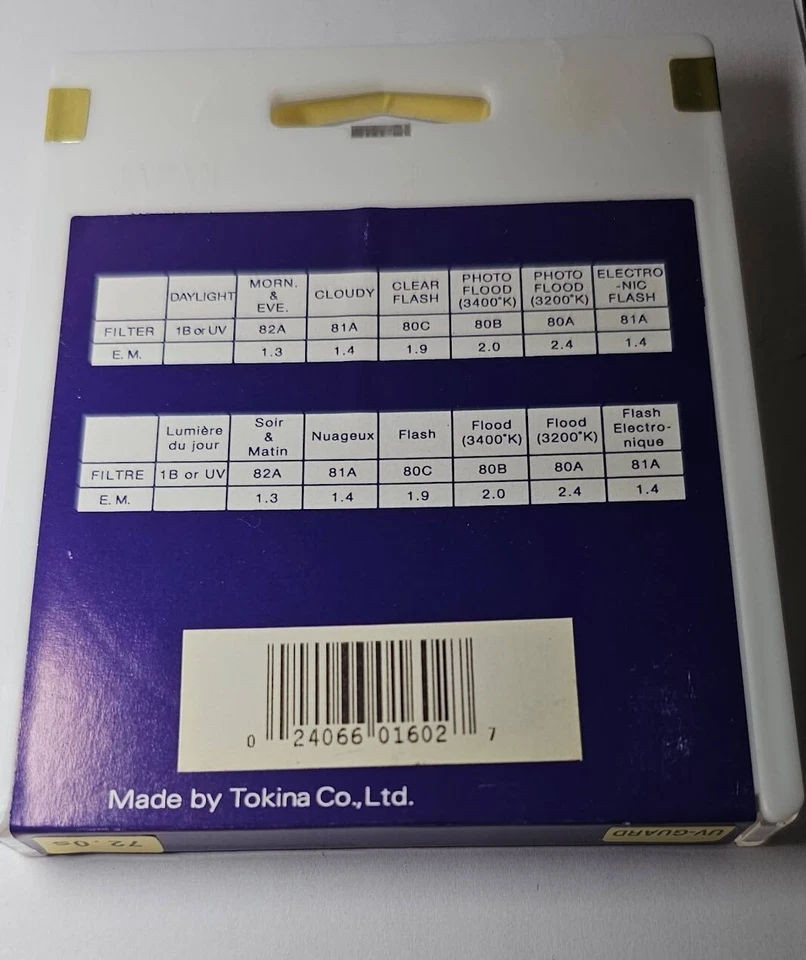 DAYLIGHT MORN. & EVE. CLOUDY CLEAR FLASH PHOTO FLOOD (3400°K) PHOTO FLOOD (3200°K) ELECTRO-NIC FLASH
FILTER 1B or UV 82A 81A 80C 80B 80A 81A
E. M. 1.3 1.4 1.9 2.0 2.4 1.4
Lumière du jour Soir & Matin Nuageux Flash Flood (3400°K) Flood (3200°K) Flash Electro-nique
FILTRE 1B or UV 82A 81A 80C 80B 80A 81A
E. M. 1.3 1.4 1.9 2.0 2.4 1.4
0 24066 01602 7
Made by Tokina Co., Ltd.
72.0s UV-GUARD